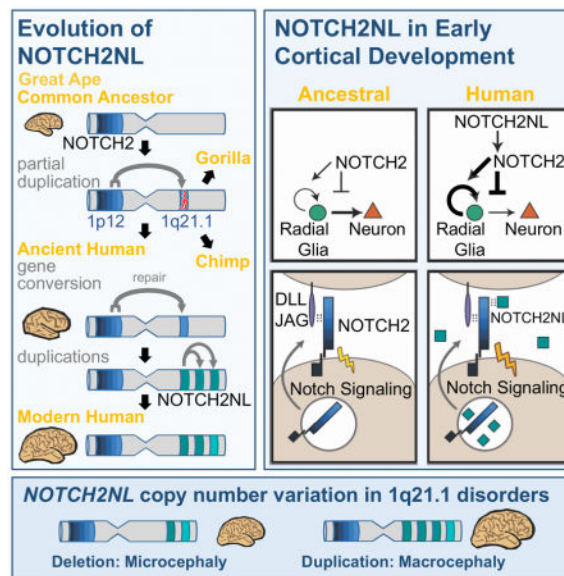 Evolution of
NOTCH2NL
Great Ape
Common Ancestor
NOTCH2
partial
duplication
Gorilla
1p12
1q21.1
Chimp
Ancient Human
gene
conversion
repair
duplications
NOTCH2NL
Modern Human
NOTCH2NL in Early
Cortical Development
Ancestral
Human
NOTCH2
Radial
Glia
Neuron
NOTCH2NL
NOTCH2
Radial
Glia
Neuron
DLL
JAG
NOTCH2
Notch Signaling
NOTCH2NL
Notch Signaling
NOTCH2NL copy number variation in 1q21.1 disorders
Deletion: Microcephaly
Duplication: Macrocephaly